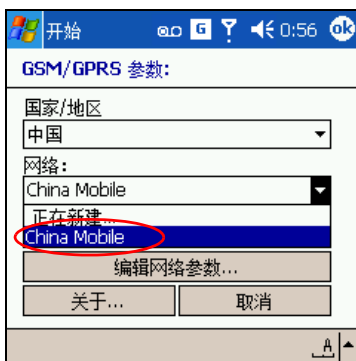 开始 G 0:56 ok
GSM/GPRS 参数:
国家/地区
中国
网络:
China Mobile
正在新建...
China Mobile
编辑网络参数...
关于... 取消
A